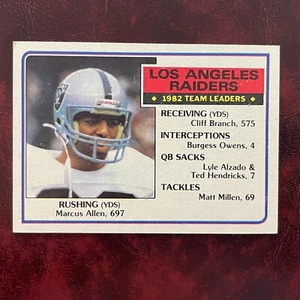 LOS ANGELES
RAIDERS
1982 TEAM LEADERS
RECEIVING (YDS)
Cliff Branch, 575
INTERCEPTIONS
Burgess Owens, 4
QB SACKS
Lyle Alzado &
Ted Hendricks, 7
TACKLES
Matt Millen, 69
RUSHING (YDS)
Marcus Allen, 697